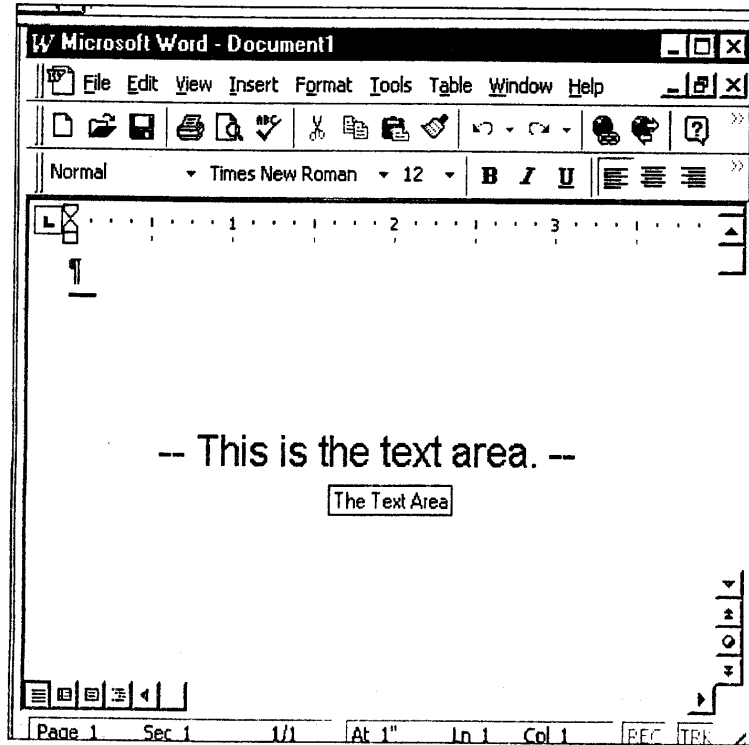 W Microsoft Word - Document1
File Edit View Insert Format Tools Table Window Help
ABC
Normal Times New Roman 12 B I U
L 1 2 3
¶
-- This is the text area. --
The Text Area
Page 1 Sec 1 1/1 At 1" Ln 1 Col 1 REC TRK